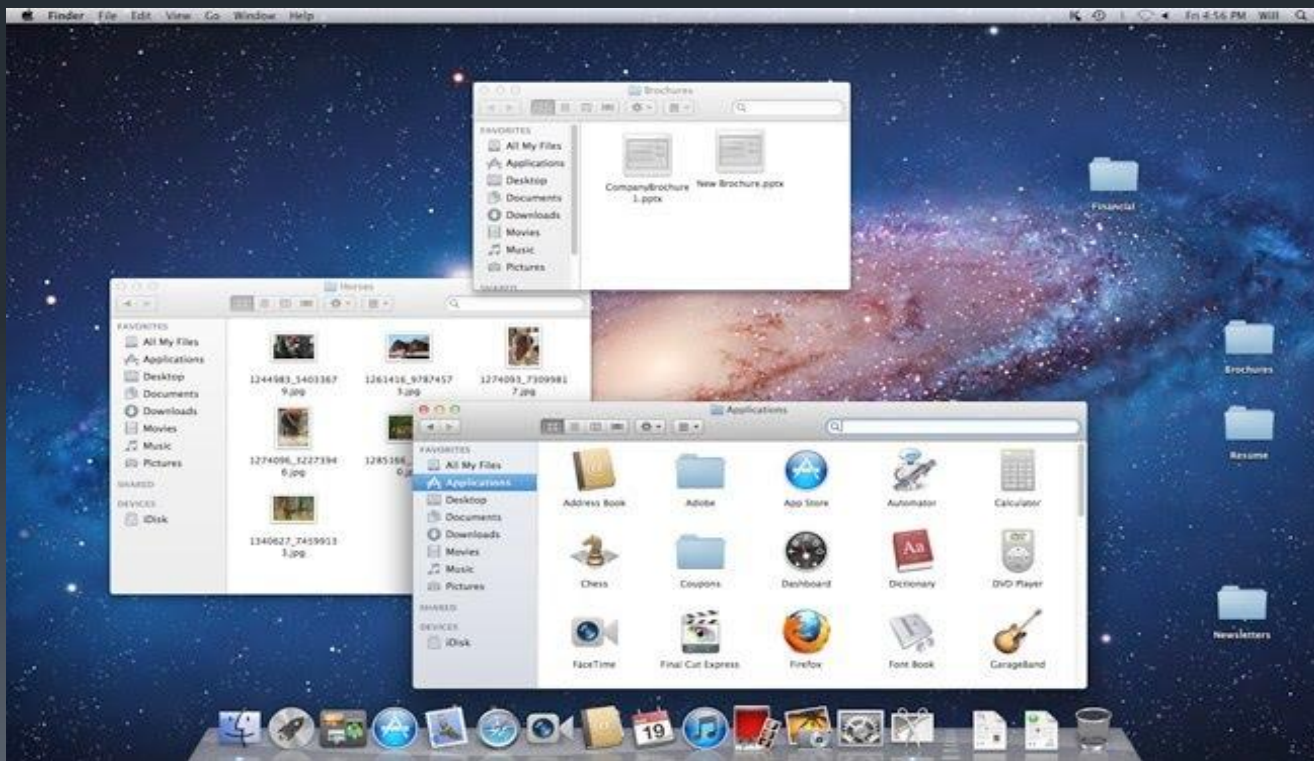 Finder File Edit View Go Window Help
Fri 4:56 PM Will
Brochures
FAVORITES
All My Files
Applications
Desktop
Documents
Downloads
Movies
Music
Pictures
SHARED
CompanyBrochure
1.pptx
New Brochure.pptx
Financial
Brochures
Resume
Newsletters
Horses
FAVORITES
All My Files
Applications
Desktop
Documents
Downloads
Movies
Music
Pictures
SHARED
DEVICES
iDisk
1244983_5403367
9.jpg
1261416_9787457
3.jpg
1274093_7309981
7.jpg
1274096_3227394
6.jpg
1340627_7459913
3.jpg
Applications
FAVORITES
All My Files
Applications
Desktop
Documents
Downloads
Movies
Music
Pictures
SHARED
DEVICES
iDisk
Address Book
Adobe
App Store
Automator
Calculator
Chess
Coupons
Dashboard
Dictionary
DVD Player
FaceTime
Final Cut Express
Firefox
Font Book
GarageBand
Aa
19